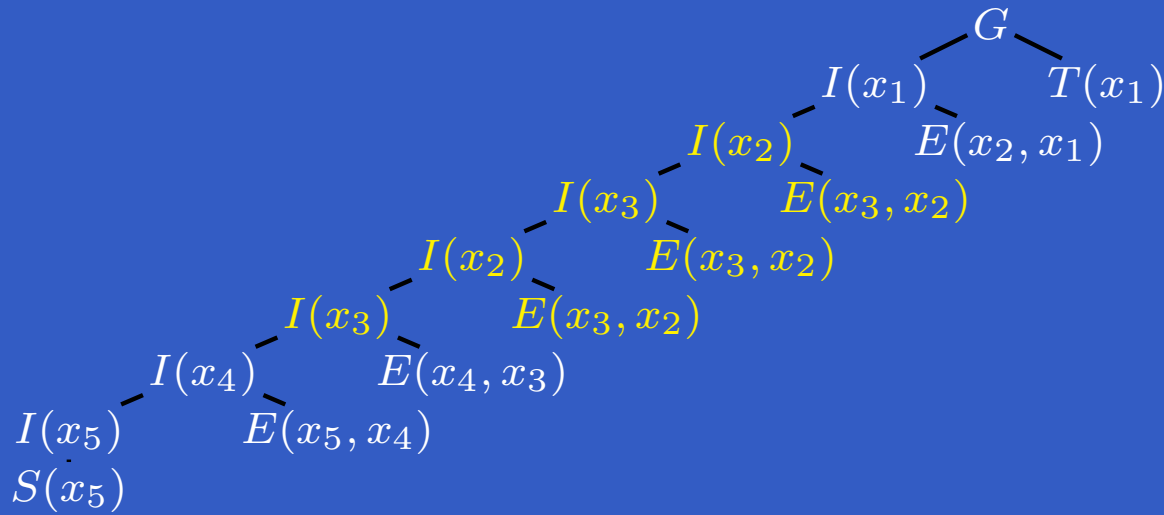 G
I(x₁) T(x₁)
I(x₂) E(x₂, x₁)
I(x₃) E(x₃, x₂)
I(x₂) E(x₃, x₂)
I(x₃) E(x₃, x₂)
I(x₄) E(x₄, x₃)
I(x₅) E(x₅, x₄)
S(x₅)